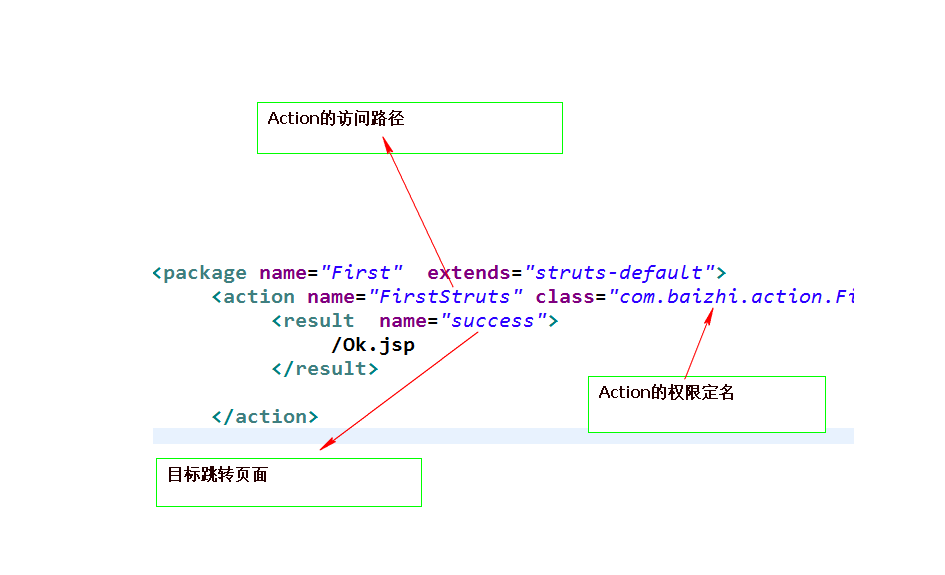 Action的访问路径
<package name="First" extends="struts-default">
<action name="FirstStruts" class="com.baizhi.action.Fi
<result name="success">
/Ok.jsp
</result>
Action的权限定名
</action>
目标跳转页面